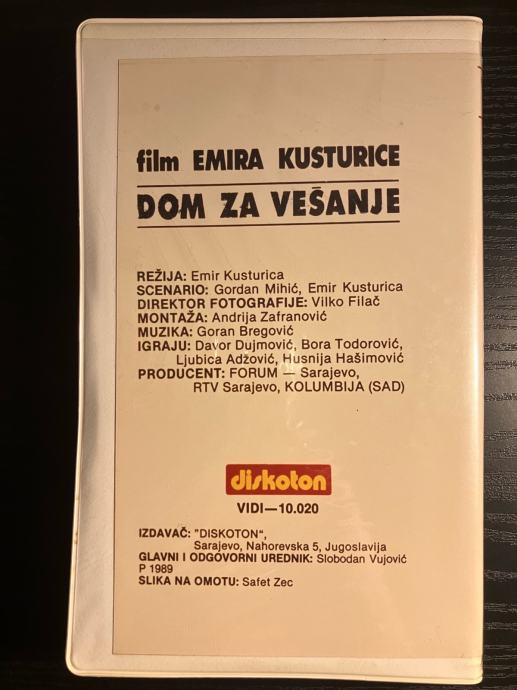 film EMIRA KUSTURICE
DOM ZA VEŠANJE
REŽIJA: Emir Kusturica
SCENARIO: Gordan Mihić, Emir Kusturica
DIREKTOR FOTOGRAFIJE: Vilko Filač
MONTAŽA: Andrija Zafranović
MUZIKA: Goran Bregović
IGRAJU: Davor Dujmović, Bora Todorović,
Ljubica Adžović, Husnija Hašimović
PRODUCENT: FORUM — Sarajevo,
RTV Sarajevo, KOLUMBIJA (SAD)
diskoton
VIDI—10.020
IZDAVAČ: "DISKOTON",
Sarajevo, Nahorevska 5, Jugoslavija
GLAVNI I ODGOVORNI UREDNIK: Slobodan Vujović
P 1989
SLIKA NA OMOTU: Safet Zec